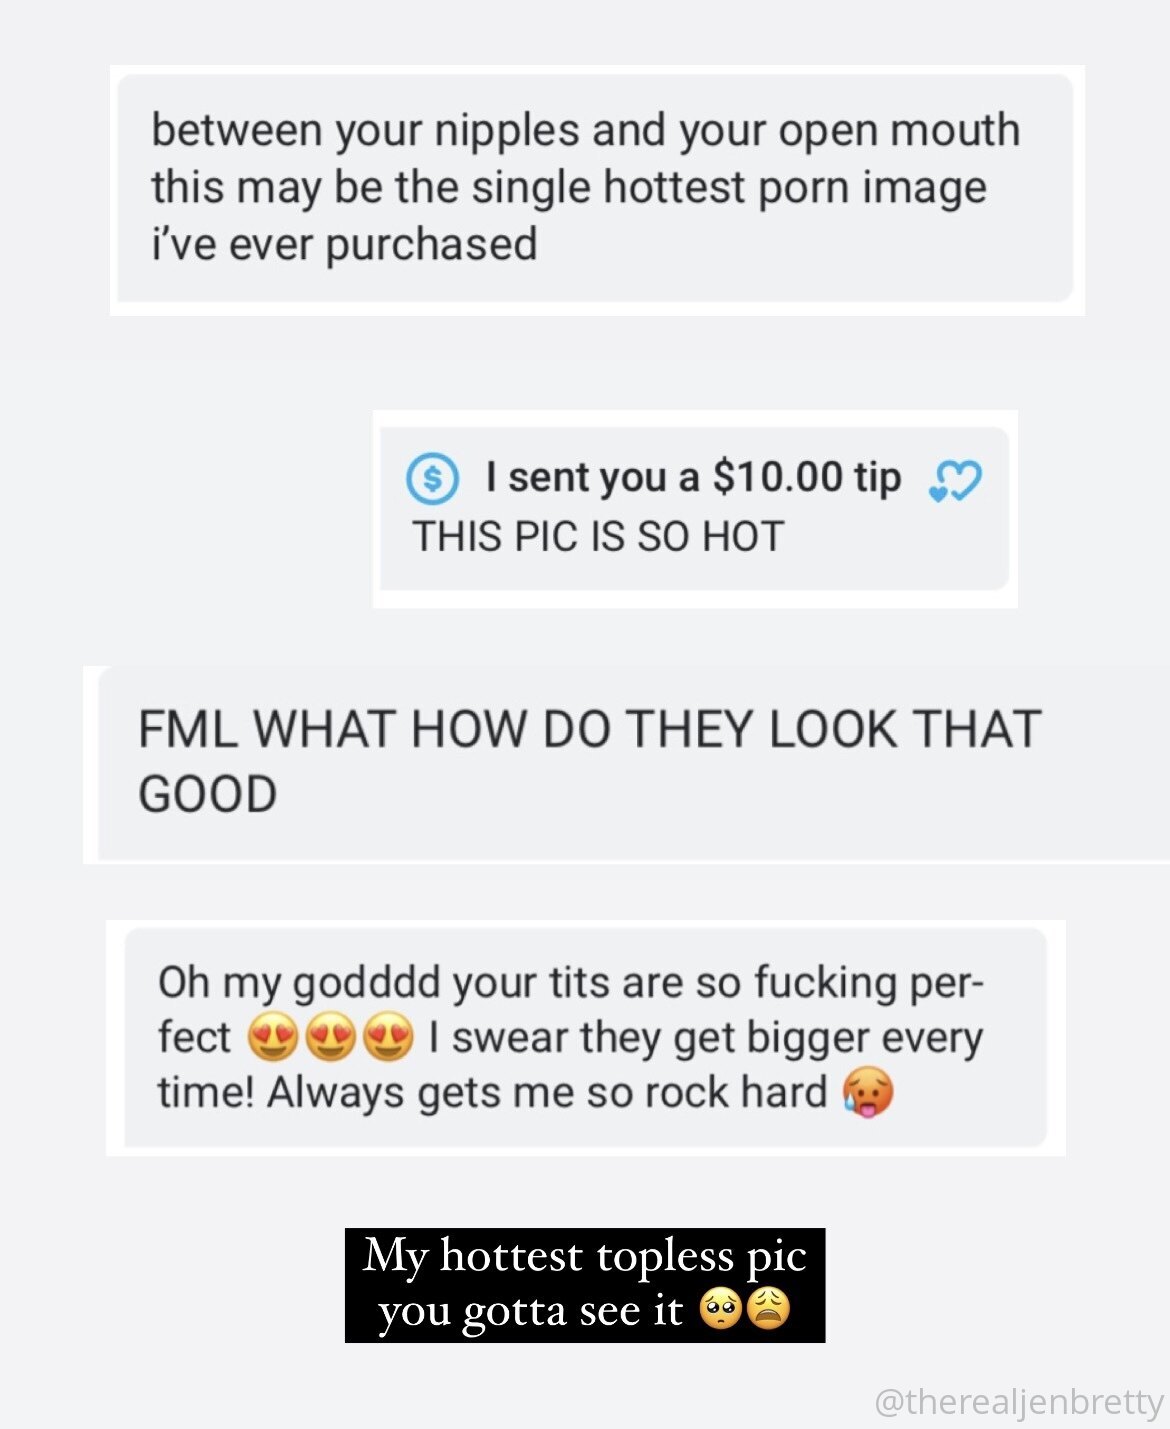 between your nipples and your open mouth
this may be the single hottest porn image
i’ve ever purchased
$ I sent you a $10.00 tip
THIS PIC IS SO HOT
FML WHAT HOW DO THEY LOOK THAT
GOOD
Oh my godddd your tits are so fucking per-
fect 😍😍😍 I swear they get bigger every
time! Always gets me so rock hard 🥵
My hottest topless pic
you gotta see it 🥺😩
@therealjenbretty